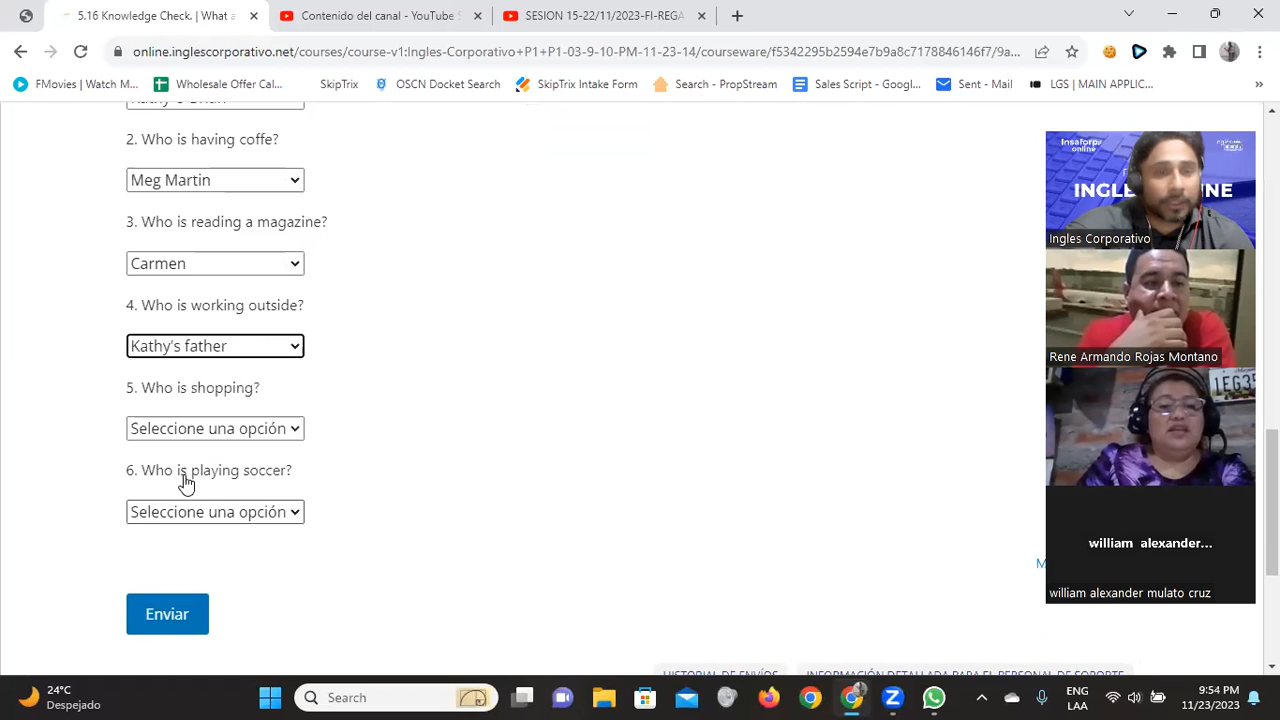 5.16 Knowledge Check. | What a
Contenido del canal - YouTube S
SESION 15-22/11/2023-FI-REGA
online.inglescorporativo.net/courses/course-v1:Ingles-Corporativo+P1+P1-03-9-10-PM-11-23-14/courseware/f5342295b2594e7b9a8c7178846146f7/9a...
FMovies | Watch M...
Wholesale Offer Cal...
SkipTrix
OSCN Docket Search
SkipTrix Intake Form
Search - PropStream
Sales Script - Googl...
Sent - Mail
LGS | MAIN APPLIC...
»
2. Who is having coffe?
Meg Martin
3. Who is reading a magazine?
Carmen
4. Who is working outside?
Kathy's father
5. Who is shopping?
Seleccione una opción
6. Who is playing soccer?
Seleccione una opción
Enviar
Insaforp
online
INGLE
NE
Ingles Corporativo
Rene Armando Rojas Montano
1EG35
william alexander...
william alexander mulato cruz
24°C
Despejado
Search
ENG
LAA
9:54 PM
11/23/2023